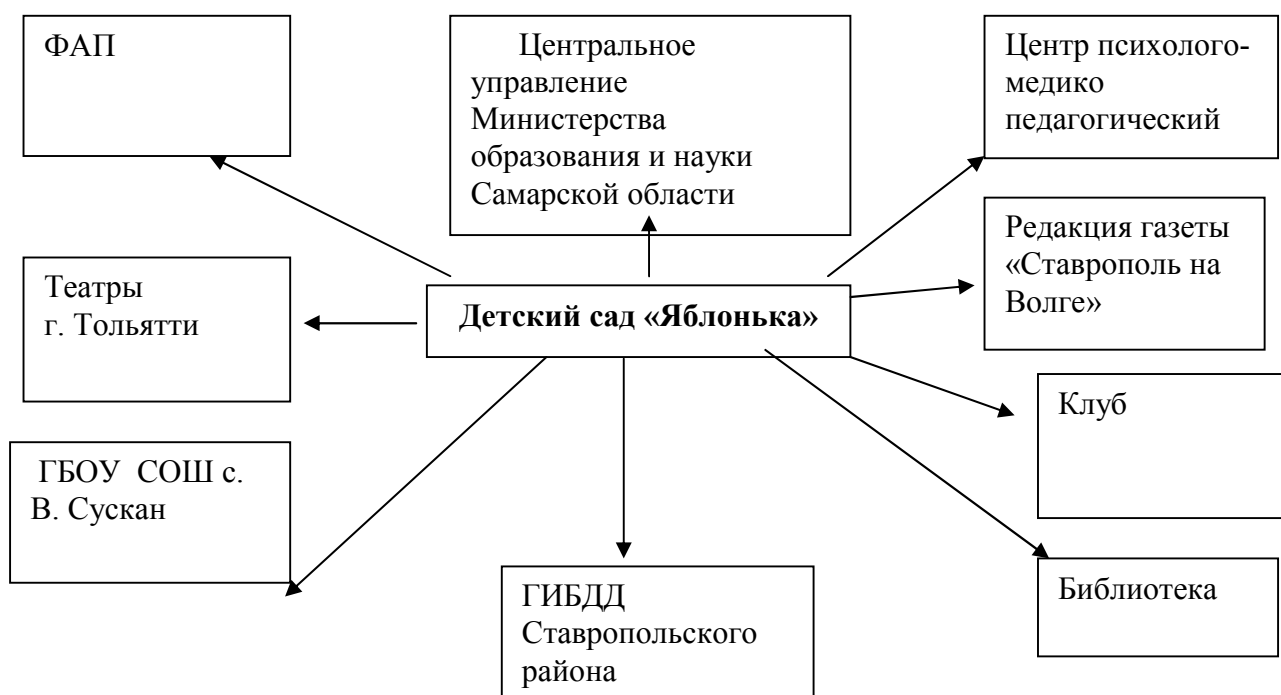 ФАП
Центральное
управление
Министерства
образования и науки
Самарской области
Центр психолого-
медико
педагогический
Редакция газеты
«Ставрополь на
Волге»
Театры
г. Тольятти
Детский сад «Яблонька»
Клуб
ГБОУ СОШ с.
В. Сускан
ГИБДД
Ставропольского
района
Библиотека